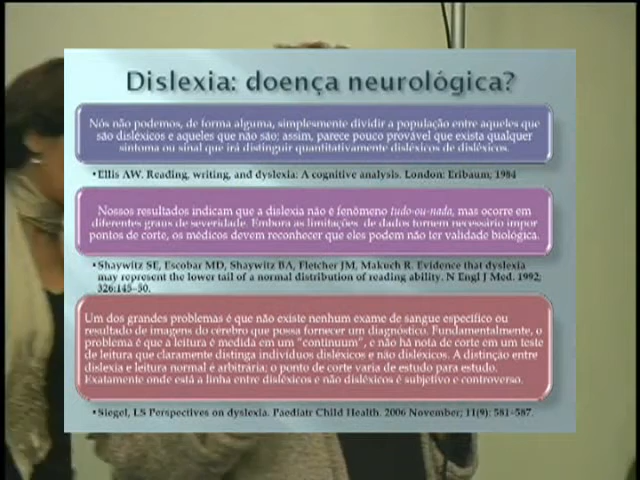 Dislexia: doença neurológica?
Nós não podemos, de forma alguma, simplesmente dividir a população entre aqueles que
são disléxicos e aqueles que não são: assim, parece pouco provável que exista qualquer
sintoma ou sinal que irá distinguir quantitativamente disléxicos de disléxicos.
•Ellis AW. Reading, writing, and dyslexia: A cognitive analysis. London: Erlbaum; 1984
Nossos resultados indicam que a dislexia não é fenômeno tudo-ou-nada, mas ocorre em
diferentes graus de severidade. Embora as limitações de dados tornem necessário impor
pontos de corte, os médicos devem reconhecer que eles podem não ter validade biológica.
•Shaywitz SE, Escobar MD, Shaywitz BA, Fletcher JM, Makuch R. Evidence that dyslexia
may represent the lower tail of a normal distribution of reading ability. N Engl J Med. 1992;
326:145–50.
Um dos grandes problemas é que não existe nenhum exame de sangue específico ou
resultado de imagens do cérebro que possa fornecer um diagnóstico. Fundamentalmente, o
problema é que a leitura é medida em um "continuum", e não há nota de corte em um teste
de leitura que claramente distinga indivíduos disléxicos e não disléxicos. A distinção entre
dislexia e leitura normal é arbitrária; o ponto de corte varia de estudo para estudo.
Exatamente onde está a linha entre disléxicos e não disléxicos é subjetivo e controverso.
•Siegel, LS Perspectives on dyslexia. Paediatr Child Health. 2006 November; 11(9): 581–587.